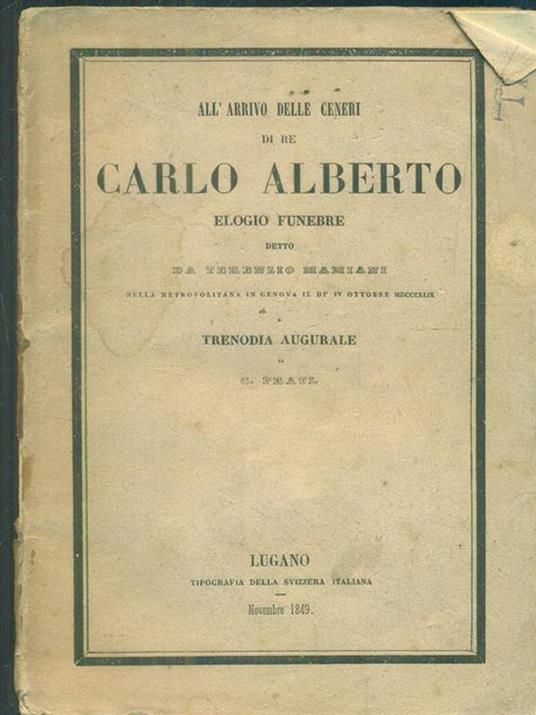 ALL' ARRIVO DELLE CENERI
DI RE
CARLO ALBERTO
ELOGIO FUNEBRE
DETTO
DA TERENZIO MAMIANI
NELLA METROPOLITANA IN GENOVA IL DI' IV OTTOBRE MDCCCXLIX
TRENODIA AUGURALE
DI
G. PRATI.
LUGANO
TIPOGRAFIA DELLA SVIZZERA ITALIANA
—
Novembre 1849.